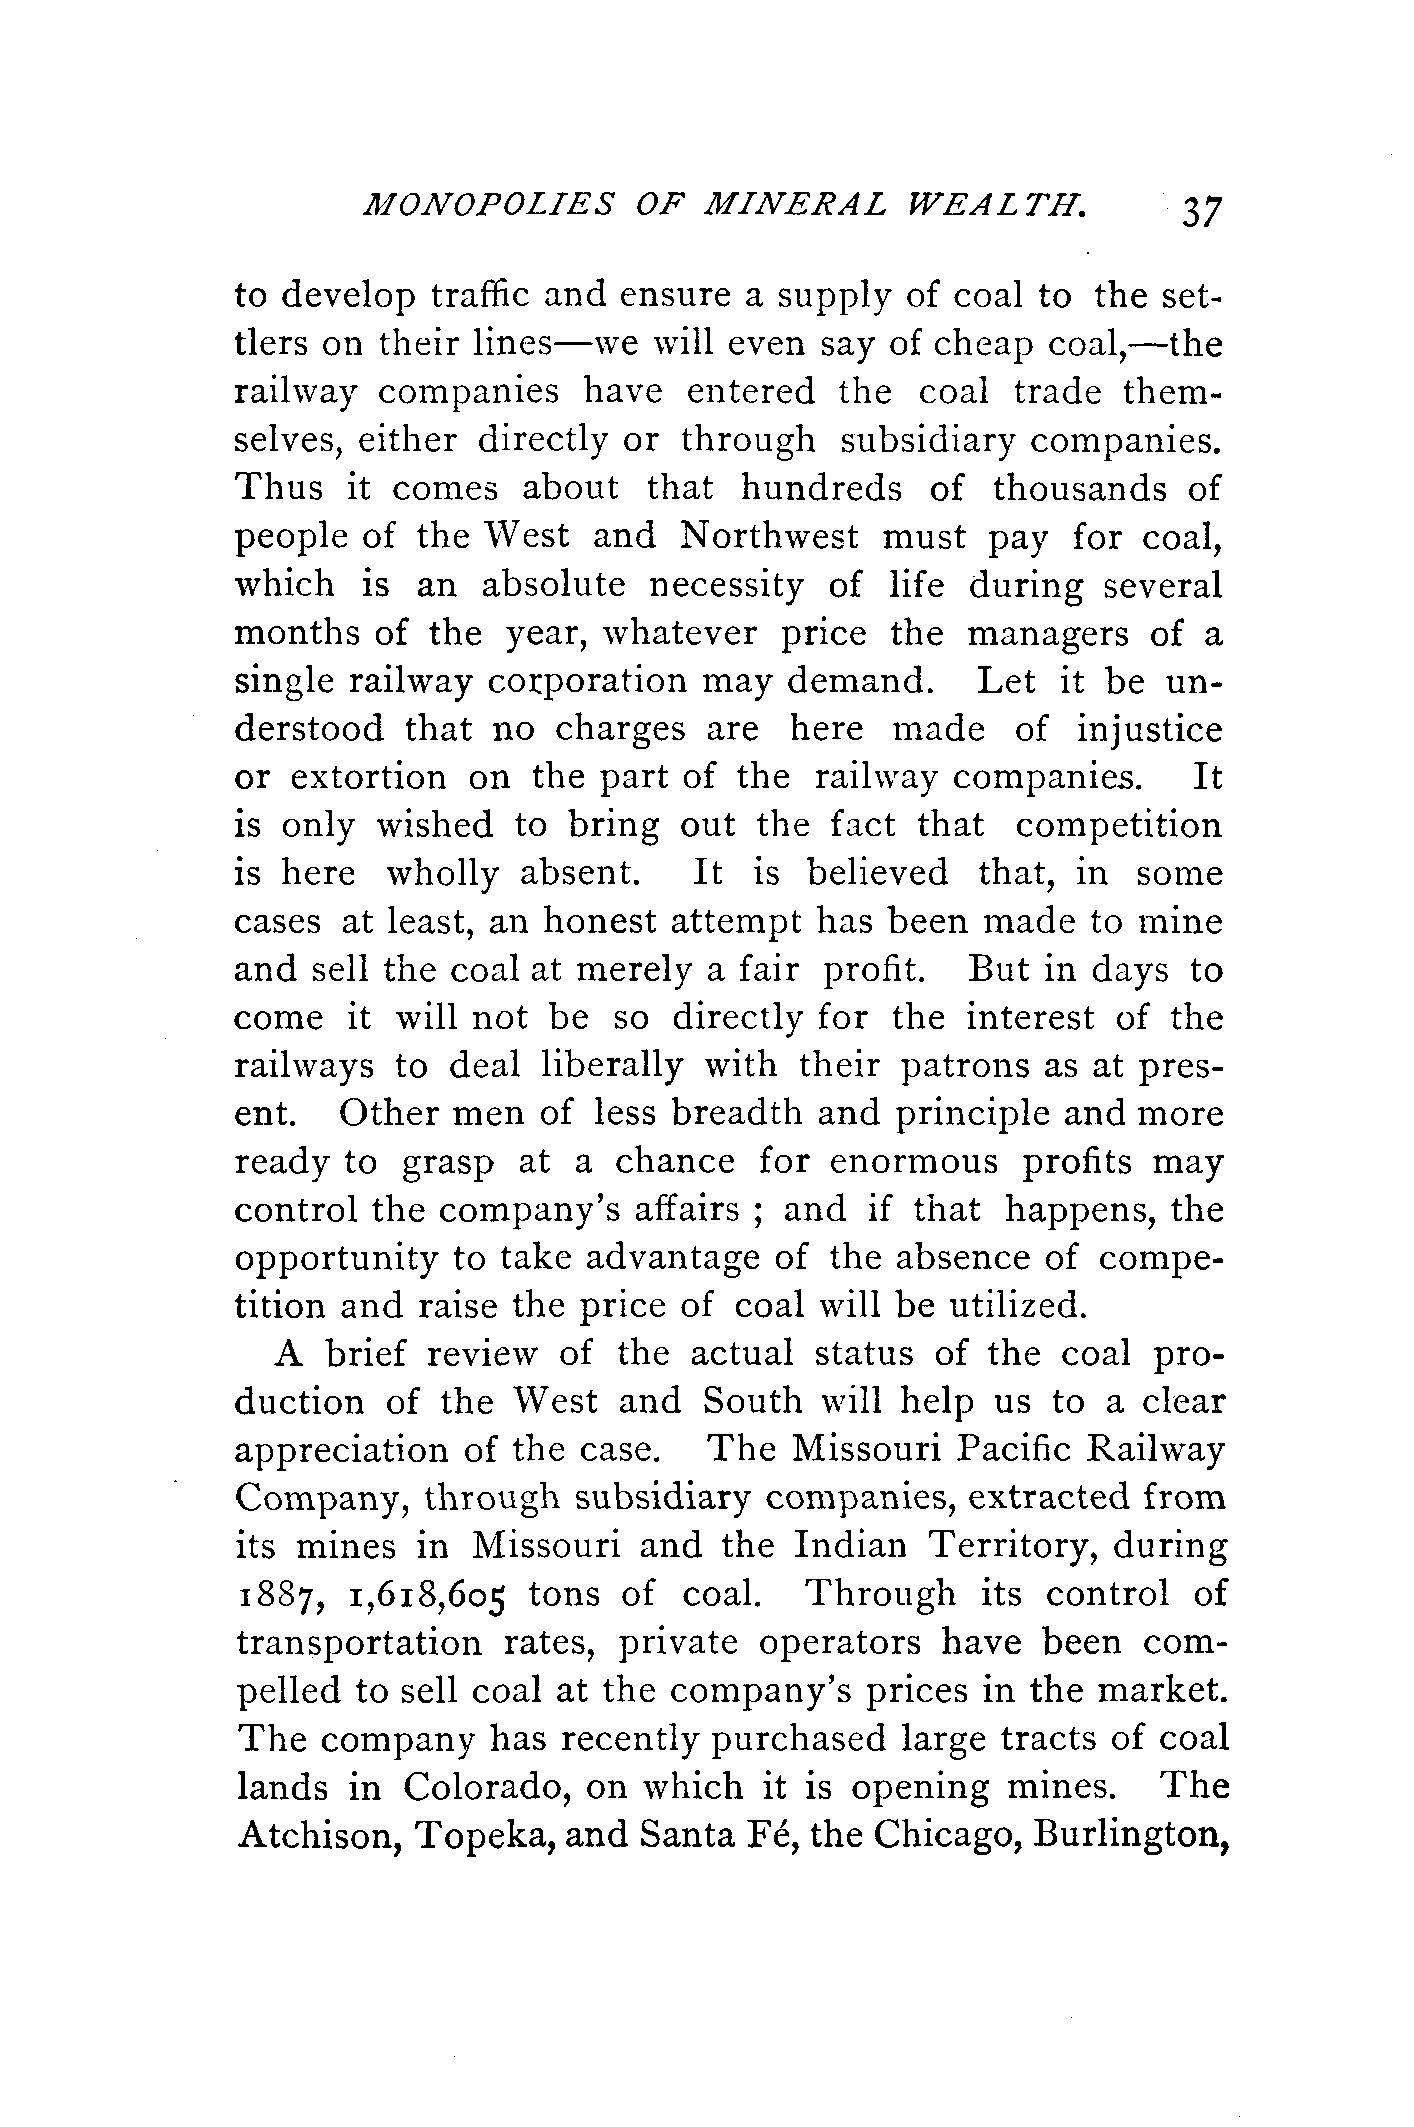 MONOPOLIES OF MINERAL WEALTH. 37
to develop traffic and ensure a supply of coal to the set-
tlers on their lines—we will even say of cheap coal,—the
railway companies have entered the coal trade them-
selves, either directly or through subsidiary companies.
Thus it comes about that hundreds of thousands of
people of the West and Northwest must pay for coal,
which is an absolute necessity of life during several
months of the year, whatever price the managers of a
single railway corporation may demand. Let it be un-
derstood that no charges are here made of injustice
or extortion on the part of the railway companies. It
is only wished to bring out the fact that competition
is here wholly absent. It is believed that, in some
cases at least, an honest attempt has been made to mine
and sell the coal at merely a fair profit. But in days to
come it will not be so directly for the interest of the
railways to deal liberally with their patrons as at pres-
ent. Other men of less breadth and principle and more
ready to grasp at a chance for enormous profits may
control the company's affairs ; and if that happens, the
opportunity to take advantage of the absence of compe-
tition and raise the price of coal will be utilized.
A brief review of the actual status of the coal pro-
duction of the West and South will help us to a clear
appreciation of the case. The Missouri Pacific Railway
Company, through subsidiary companies, extracted from
its mines in Missouri and the Indian Territory, during
1887, 1,618,605 tons of coal. Through its control of
transportation rates, private operators have been com-
pelled to sell coal at the company's prices in the market.
The company has recently purchased large tracts of coal
lands in Colorado, on which it is opening mines. The
Atchison, Topeka, and Santa Fé, the Chicago, Burlington,